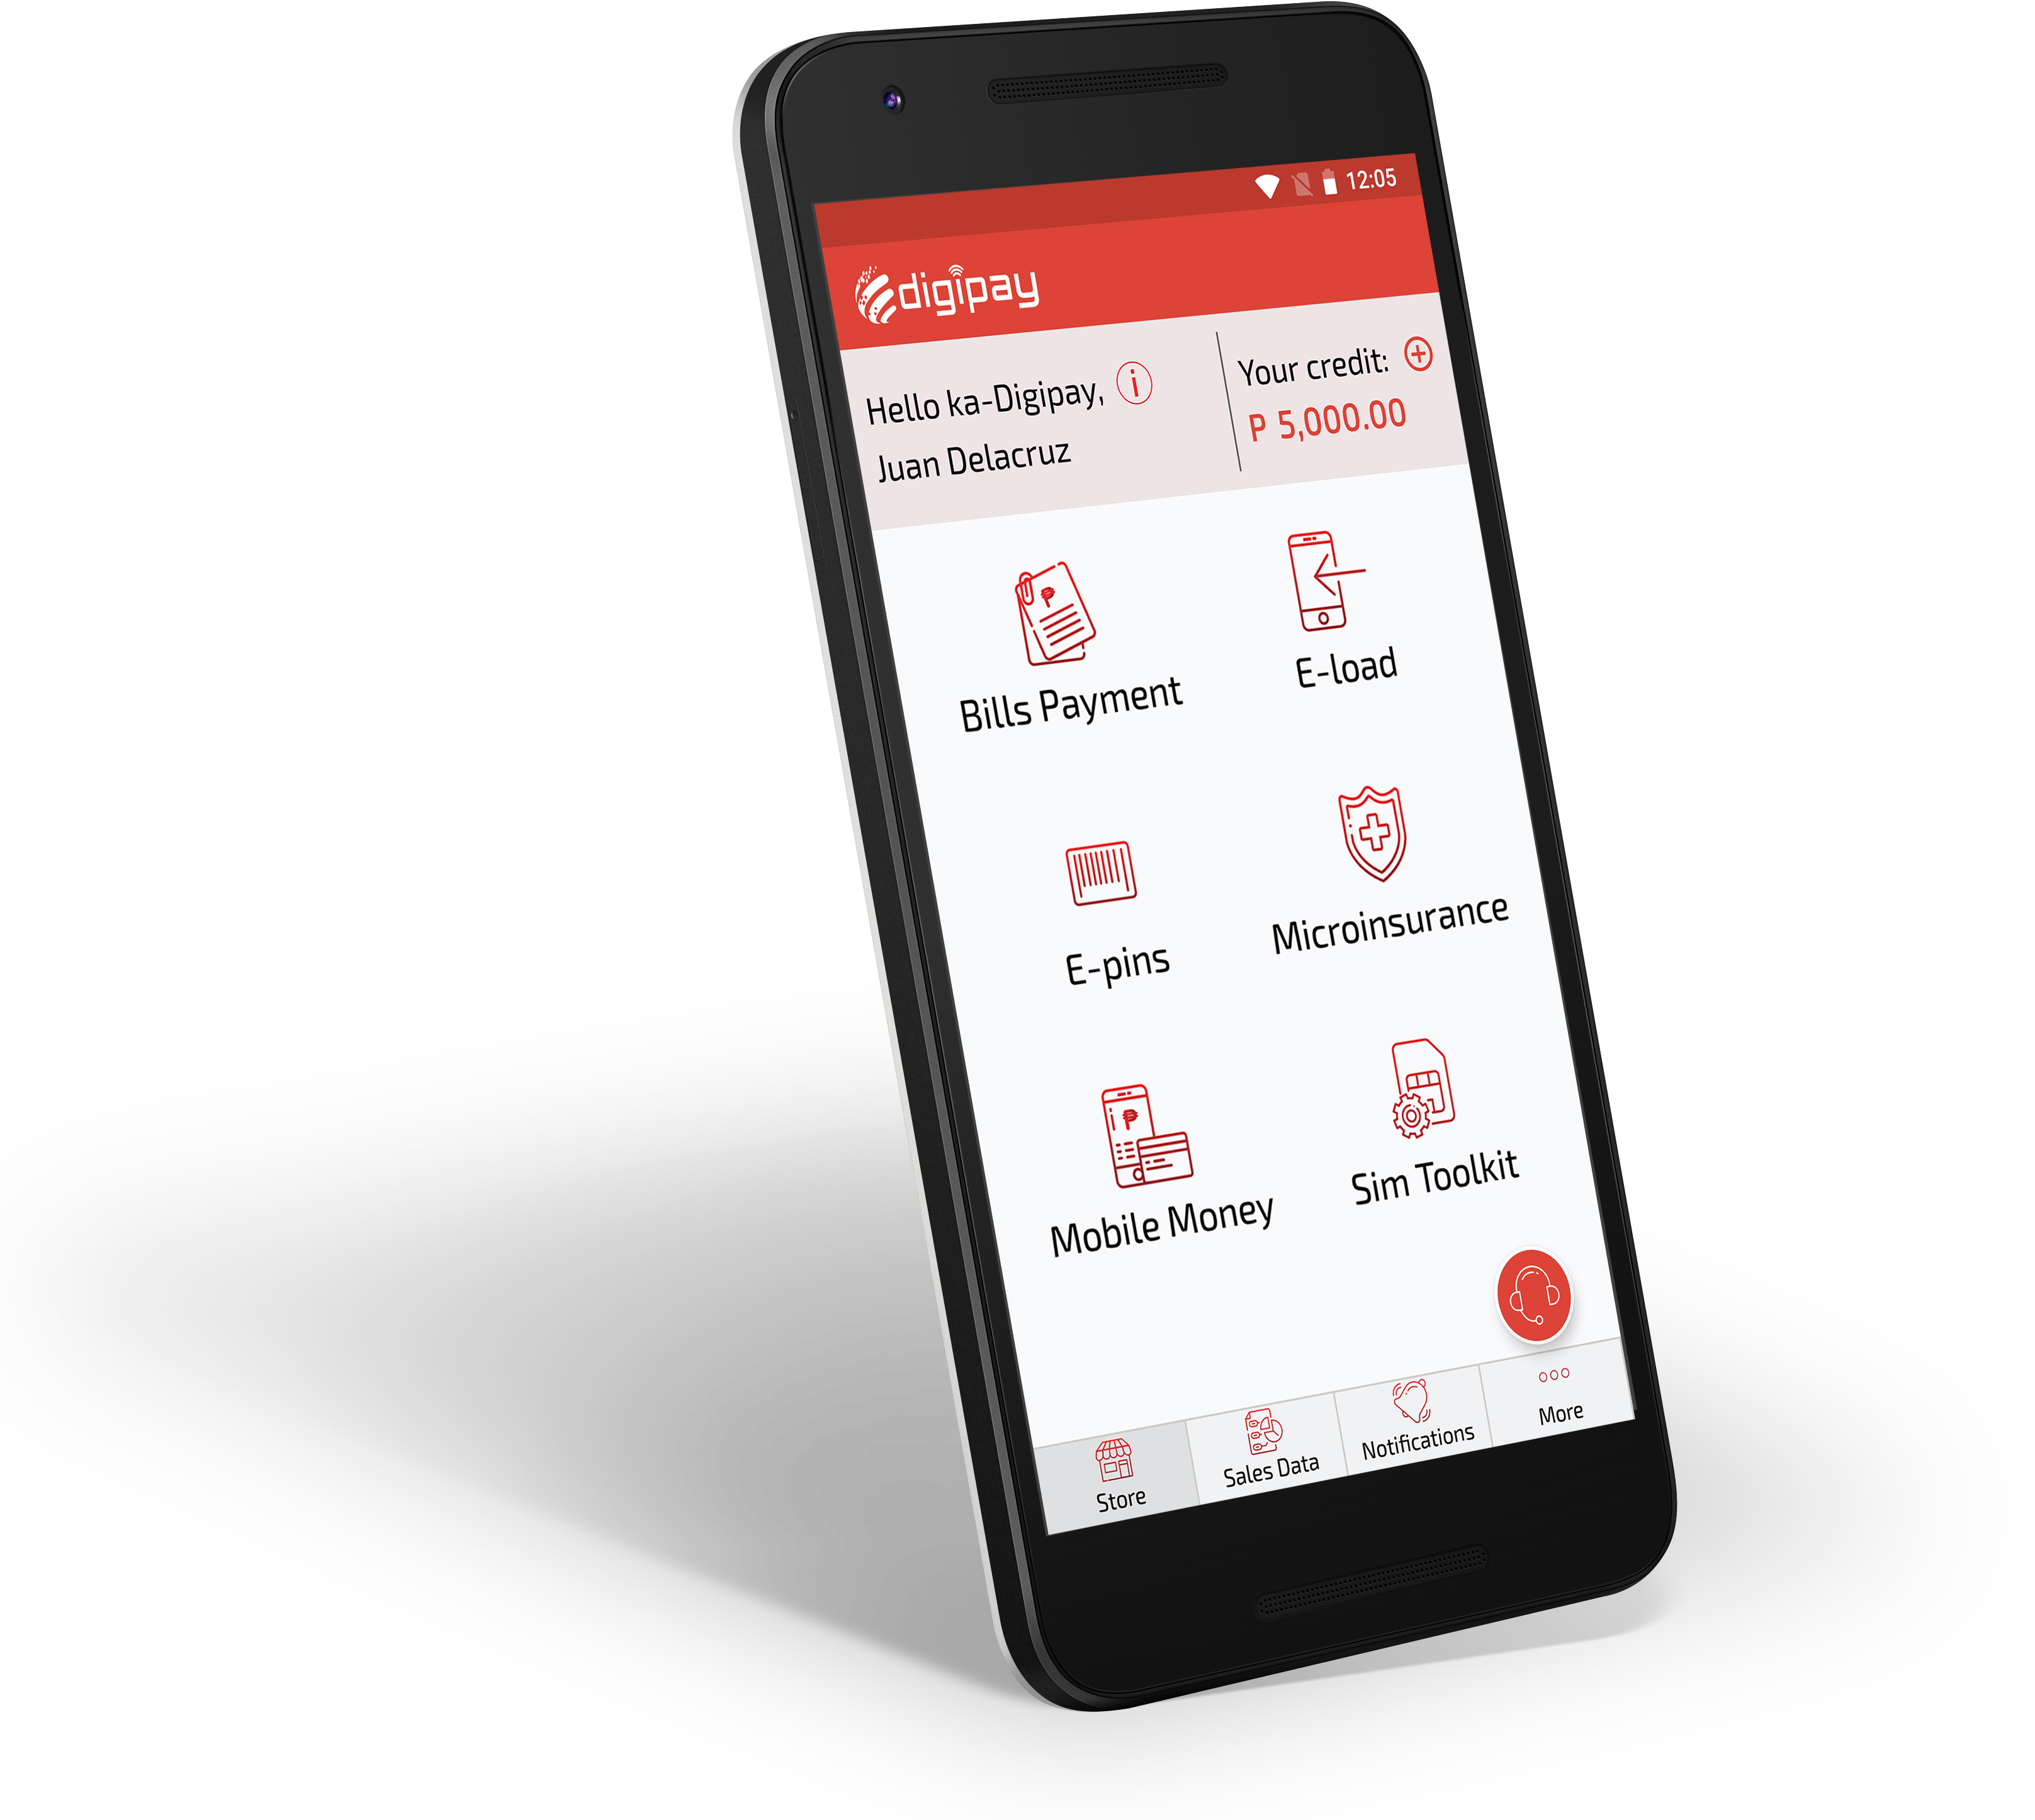 12:05
digipay
Hello ka-Digipay,
Juan Delacruz
Your credit:
P 5,000.00
Bills Payment
E-load
E-pins
Microinsurance
Mobile Money
Sim Toolkit
Store
Sales Data
Notifications
More